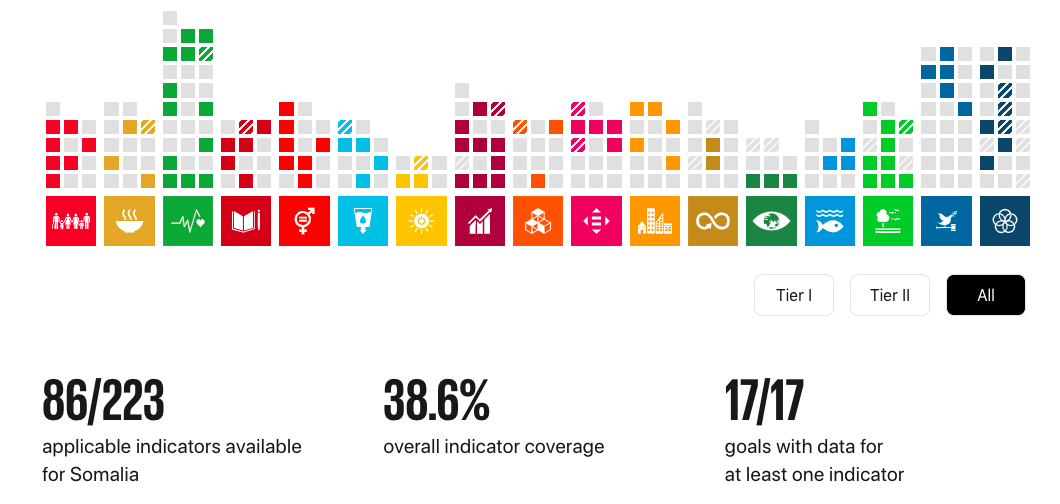 Tier I
Tier II
All
86/223
38.6%
17/17
applicable indicators available
overall indicator coverage
goals with data for
for Somalia
at least one indicator